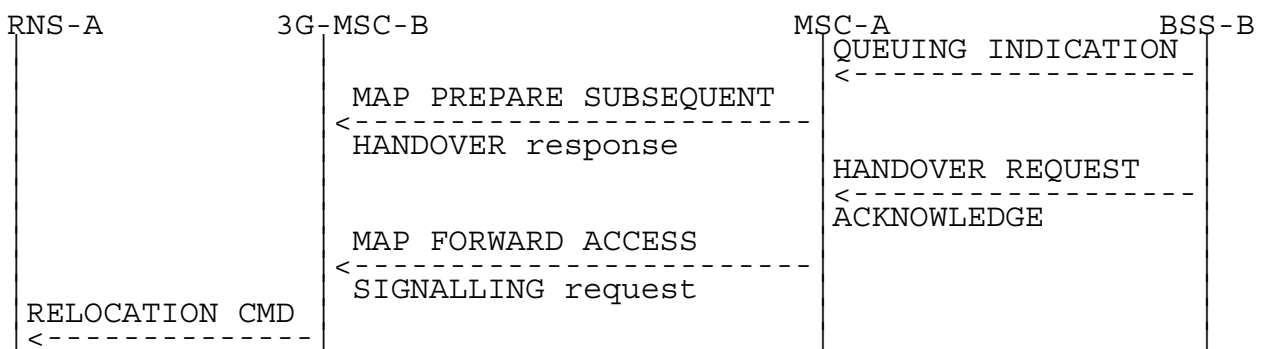 RNS-A 3G-MSC-B MSC-A BSS-B
QUEUING INDICATION
MAP PREPARE SUBSEQUENT
HANDOVER response
HANDOVER REQUEST
ACKNOWLEDGE
MAP FORWARD ACCESS
SIGNALLING request
RELOCATION CMD